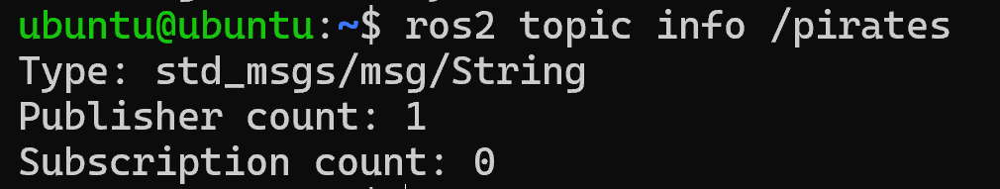 ubuntu@ubuntu:~$ ros2 topic info /pirates
Type: std_msgs/msg/String
Publisher count: 1
Subscription count: 0